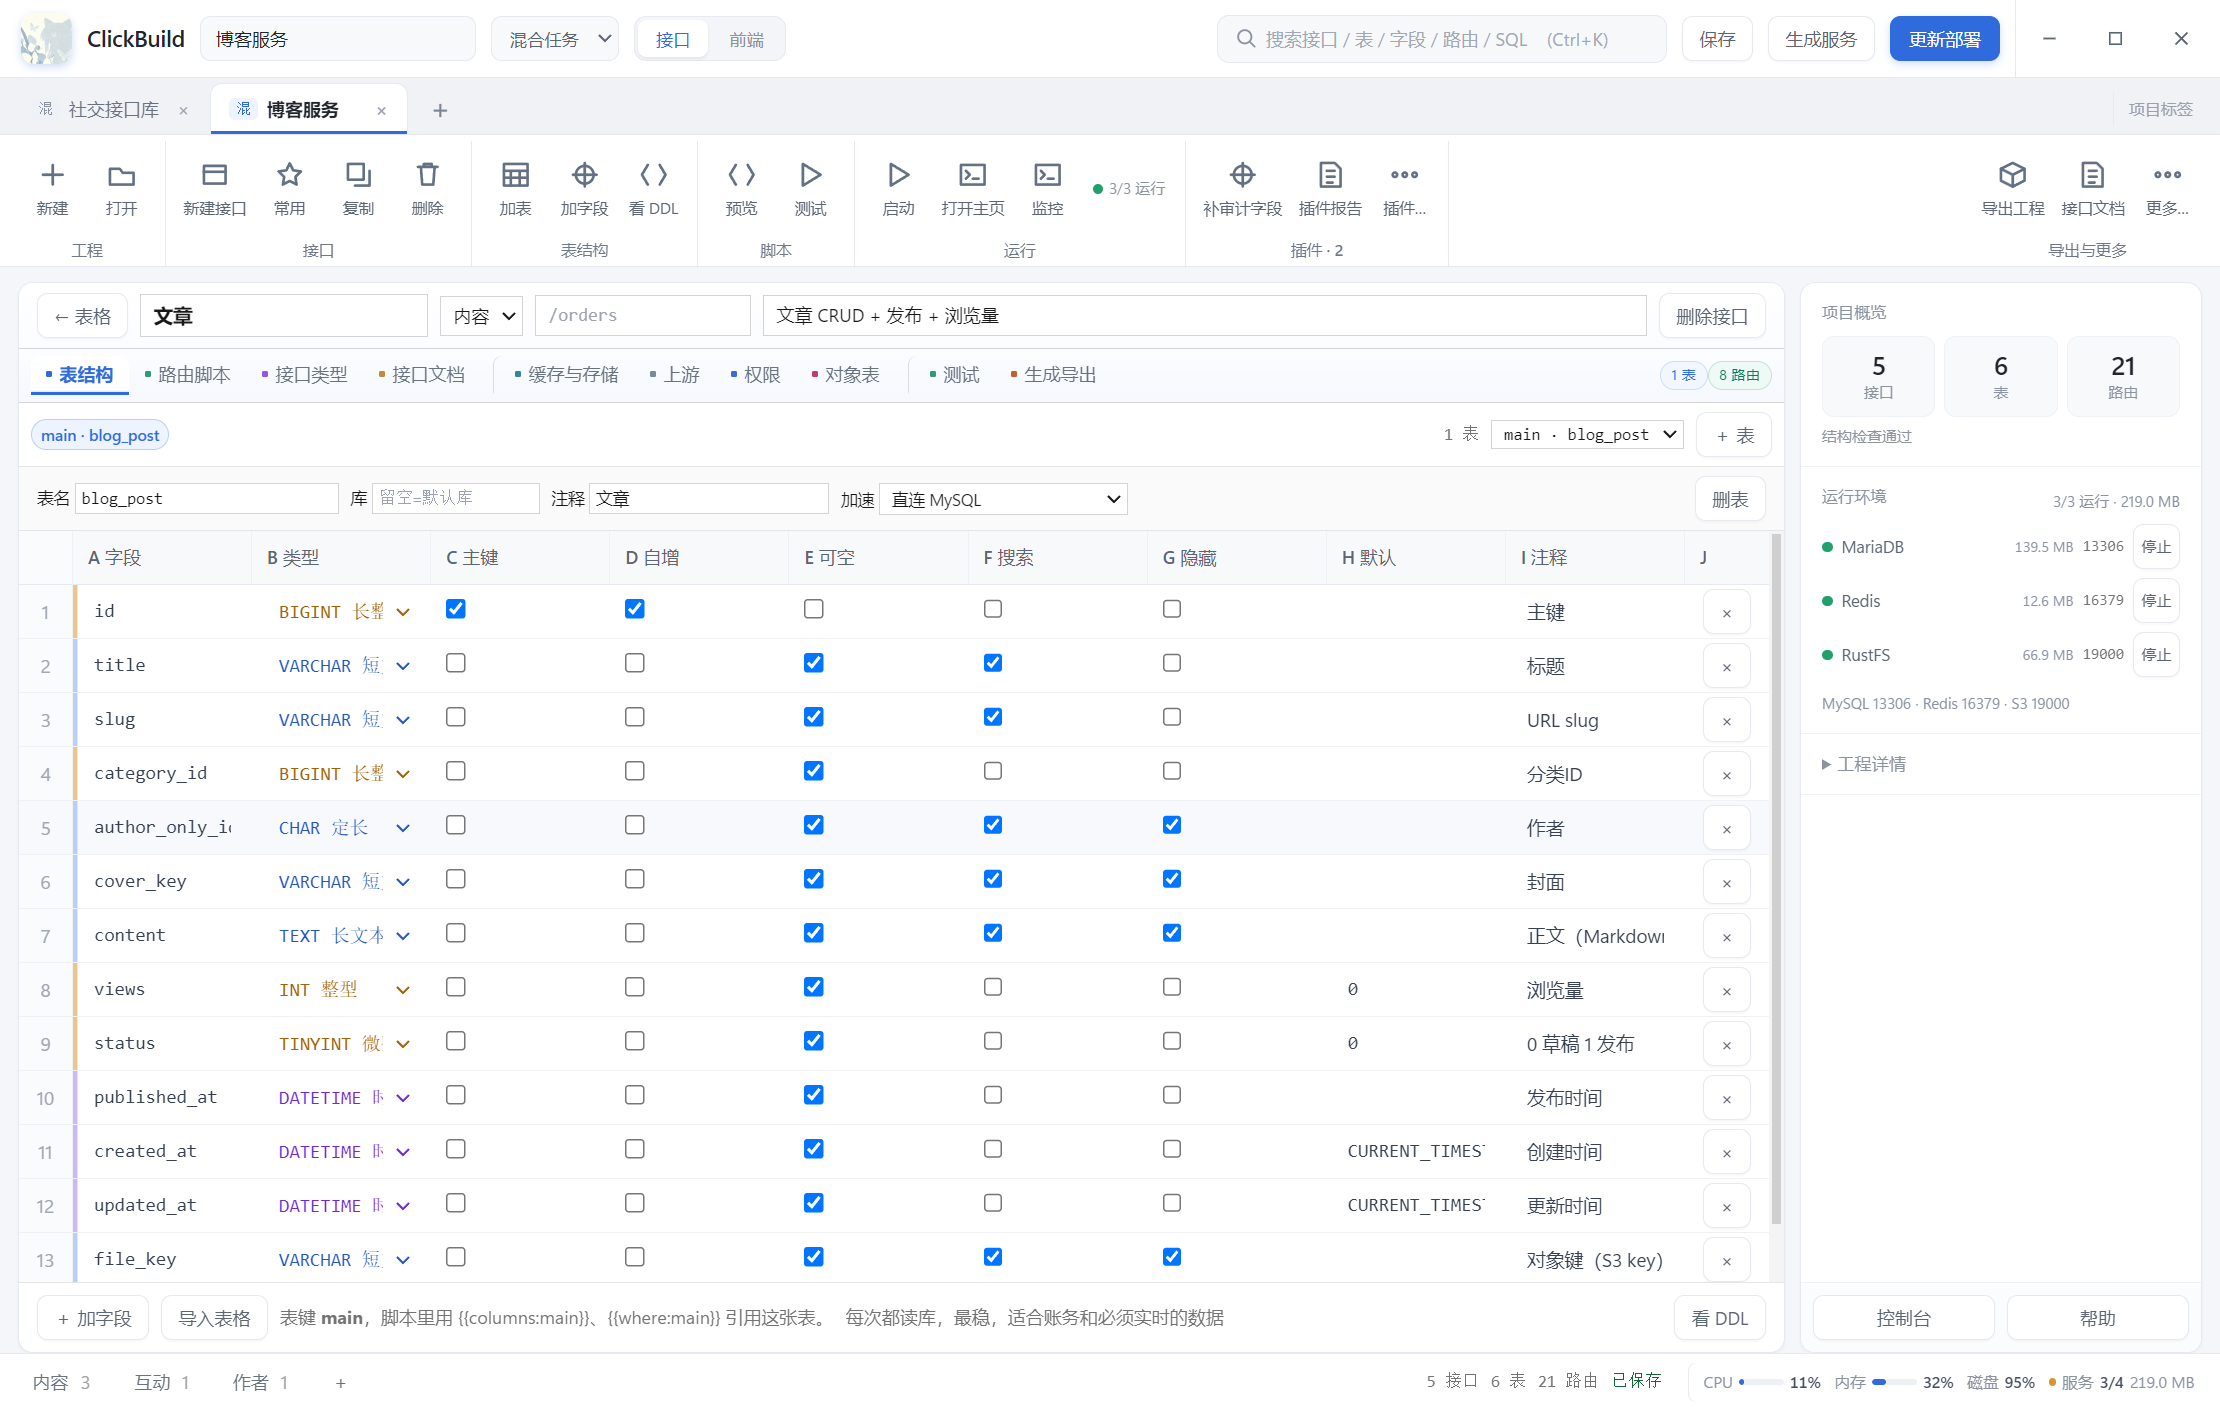 ClickBuild 博客服务 混合任务 接口 前端 搜索接口 / 表 / 字段 / 路由 / SQL (Ctrl+K) 保存 生成服务 更新部署
混 社交接口库 × 混 博客服务 × + 项目标签
新建 打开 新建接口 常用 复制 删除 加表 加字段 看 DDL 预览 测试 启动 打开主页 监控 3/3 运行 补审计字段 插件报告 插件... 导出工程 接口文档 更多...
工程 接口 表结构 脚本 运行 插件 · 2 导出与更多
← 表格 文章 内容 /orders 文章 CRUD + 发布 + 浏览量 删除接口
表结构 路由脚本 接口类型 接口文档 缓存与存储 上游 权限 对象表 测试 生成导出 1 表 8 路由
main · blog_post 1 表 main · blog_post + 表
表名 blog_post 库 留空=默认库 注释 文章 加速 直连 MySQL 删表
A 字段 B 类型 C 主键 D 自增 E 可空 F 搜索 G 隐藏 H 默认 I 注释 J
1 id BIGINT 长整 主键 ×
2 title VARCHAR 短 标题 ×
3 slug VARCHAR 短 URL slug ×
4 category_id BIGINT 长整 分类ID ×
5 author_only_i CHAR 定长 作者 ×
6 cover_key VARCHAR 短 封面 ×
7 content TEXT 长文本 正文（Markdown ×
8 views INT 整型 0 浏览量 ×
9 status TINYINT 微 0 0 草稿 1 发布 ×
10 published_at DATETIME 发布时间 ×
11 created_at DATETIME CURRENT_TIMES 创建时间 ×
12 updated_at DATETIME CURRENT_TIMES 更新时间 ×
13 file_key VARCHAR 短 对象键（S3 key） ×
+ 加字段 导入表格 表键 main，脚本里用 {{columns:main}}、{{where:main}} 引用这张表。 每次都读库，最稳，适合账务和必须实时的数据 看 DDL
项目概览
5 6 21
接口 表 路由
结构检查通过
运行环境 3/3 运行 · 219.0 MB
MariaDB 139.5 MB 13306 停止
Redis 12.6 MB 16379 停止
RustFS 66.9 MB 19000 停止
MySQL 13306 · Redis 16379 · S3 19000
工程详情
控制台 帮助
内容 3 互动 1 作者 1 + 5 接口 6 表 21 路由 已保存 CPU 11% 内存 32% 磁盘 95% 服务 3/4 219.0 MB